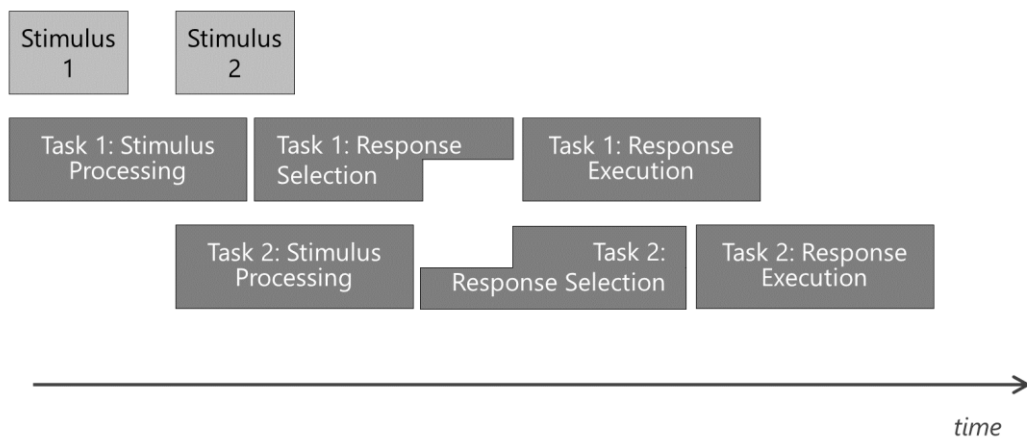 Stimulus
1
Stimulus
2
Task 1: Stimulus
Processing
Task 1: Response
Selection
Task 1: Response
Execution
Task 2: Stimulus
Processing
Task 2:
Response Selection
Task 2: Response
Execution
time